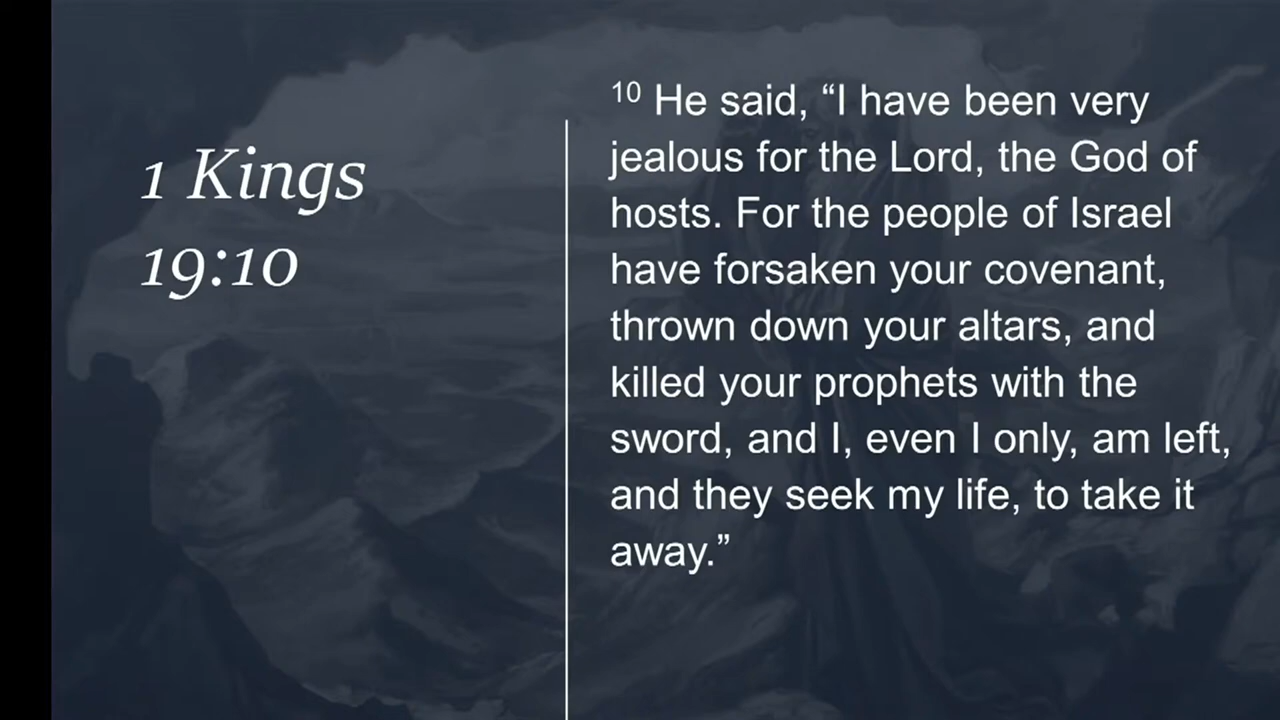 1 Kings
19:10
10 He said, “I have been very
jealous for the Lord, the God of
hosts. For the people of Israel
have forsaken your covenant,
thrown down your altars, and
killed your prophets with the
sword, and I, even I only, am left,
and they seek my life, to take it
away.”